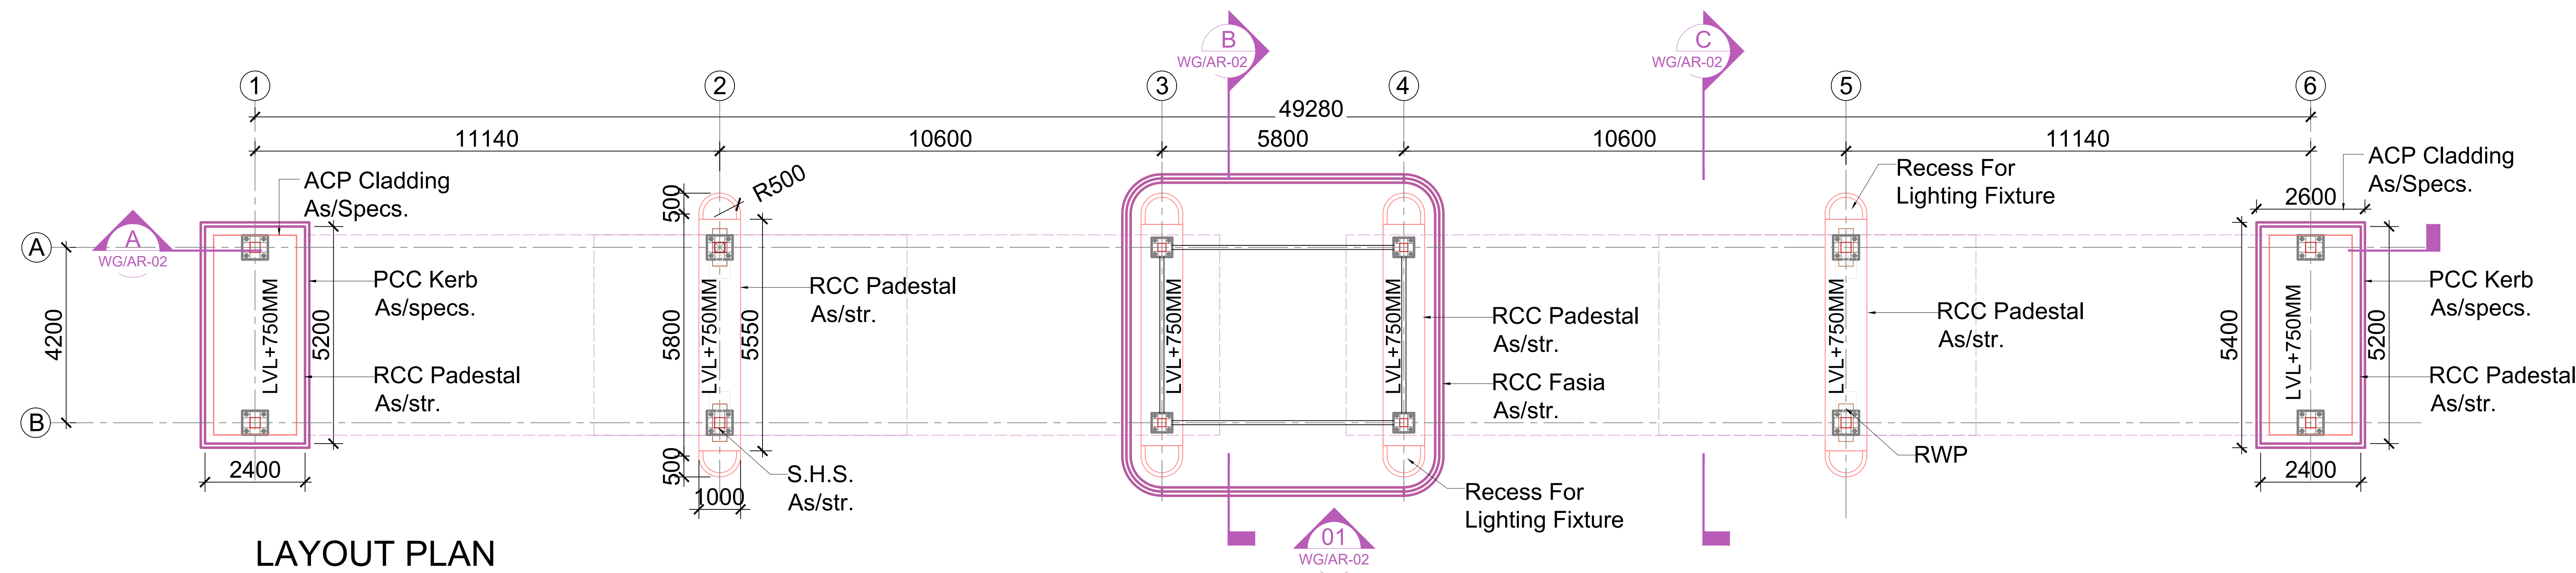 B
WG/AR-02
C
WG/AR-02
1
2
3
4
5
6
49280
11140
10600
5800
10600
11140
ACP Cladding
As/Specs.
500
R500
Recess For
Lighting Fixture
ACP Cladding
As/Specs.
2600
A
A
WG/AR-02
PCC Kerb
As/specs.
RCC Padestal
As/str.
4200
LVL+750MM
5200
RCC Padestal
As/str.
5800
LVL+750MM
5550
LVL+750MM
LVL+750MM
RCC Padestal
As/str.
RCC Fasia
As/str.
LVL+750MM
RCC Padestal
As/str.
5400
LVL+750MM
5200
PCC Kerb
As/specs.
RCC Padestal
As/str.
B
2400
500
1000
S.H.S.
As/str.
Recess For
Lighting Fixture
RWP
2400
01
WG/AR-02
LAYOUT PLAN